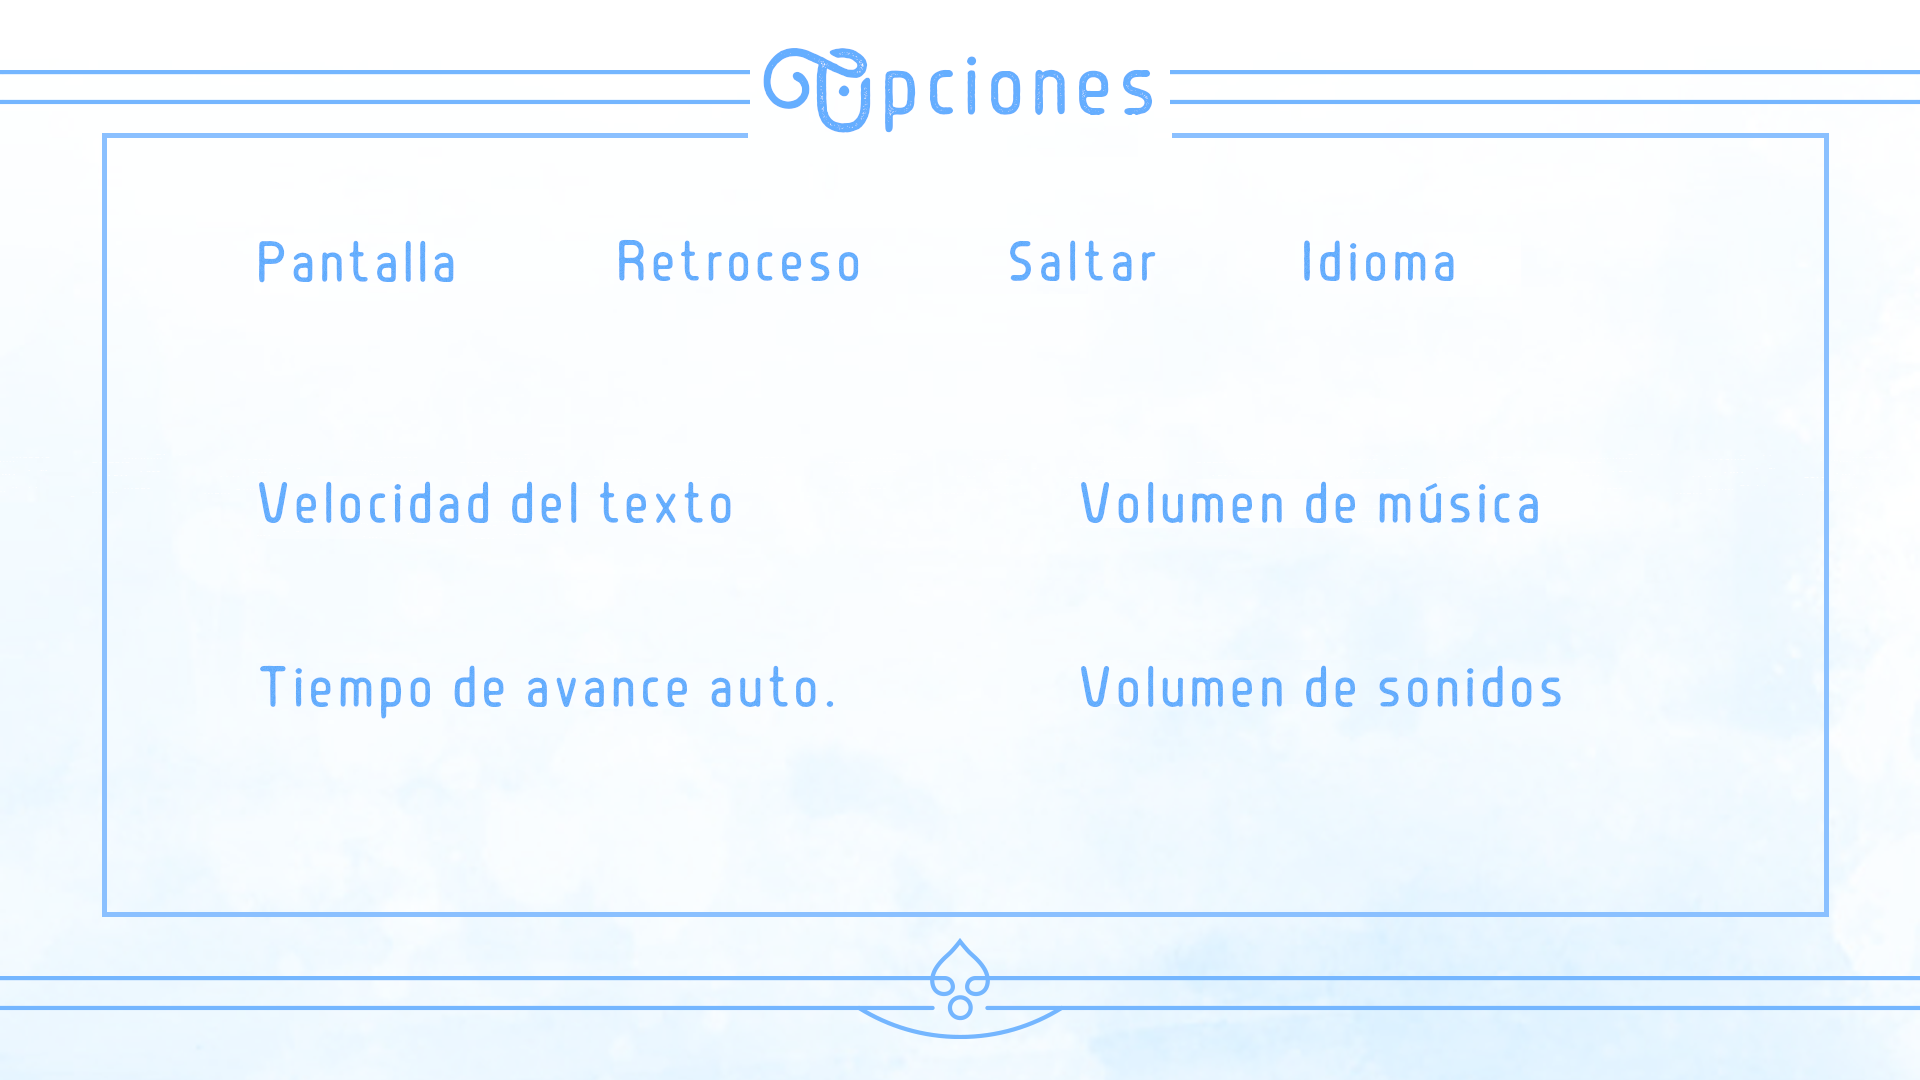 Opciones
Pantalla Retroceso Saltar Idioma
Velocidad del texto Volumen de música
Tiempo de avance auto. Volumen de sonidos